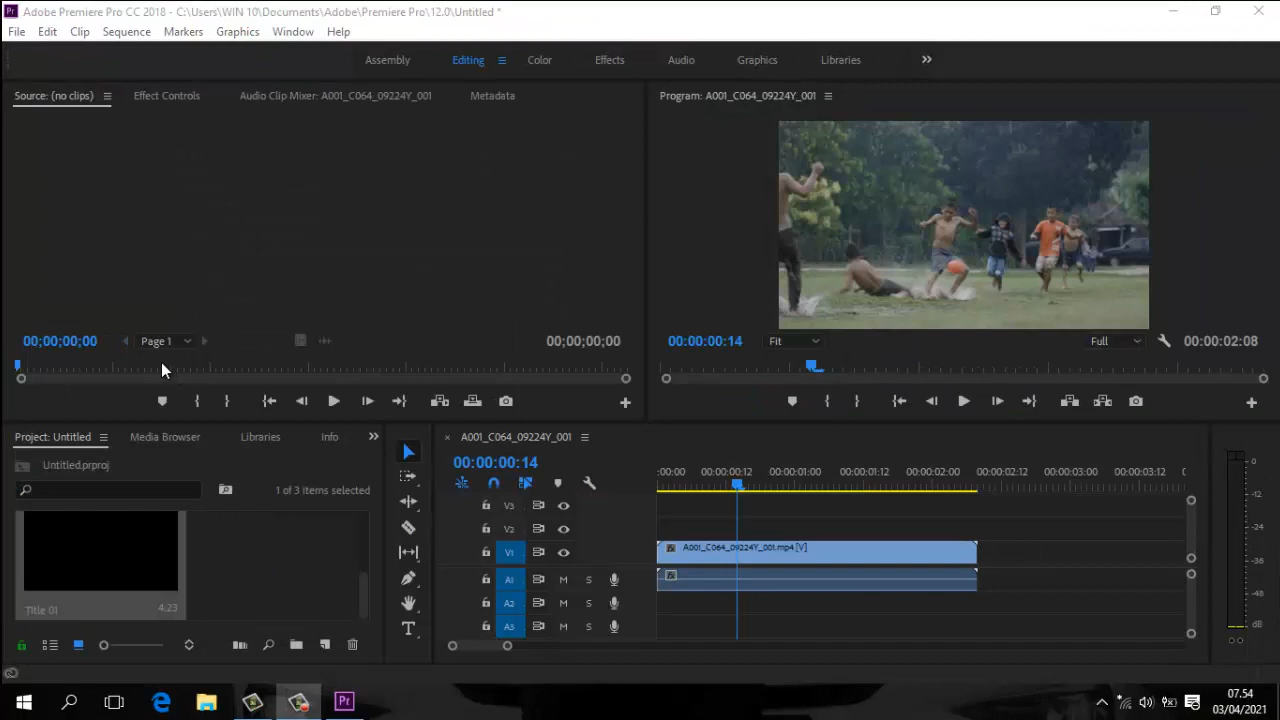 Adobe Premiere Pro CC 2018 - C:\Users\WIN 10\Documents\Adobe\Premiere Pro\12.0\Untitled *
File Edit Clip Sequence Markers Graphics Window Help
Assembly Editing Color Effects Audio Graphics Libraries
Source: (no clips) Effect Controls Audio Clip Mixer: A001_C064_09224Y_001 Metadata
Program: A001_C064_09224Y_001
00;00;00;00 Page 1 00;00;00;00
00:00:00:14 Fit Full 00:00:02:08
Project: Untitled Media Browser Libraries Info
Untitled.prproj
1 of 3 items selected
Title 01 4:23
A001_C064_09224Y_001
00:00:00:14
:00:00 00:00:00:12 00:00:01:00 00:00:01:12 00:00:02:00 00:00:02:12 00:00:03:00 00:00:03:12
V3
V2
V1 A001_C064_09224Y_001.mp4 [V]
A1 M S
A2 M S
A3 M S
0
-12
-24
-36
-48
dB
07.54
03/04/2021